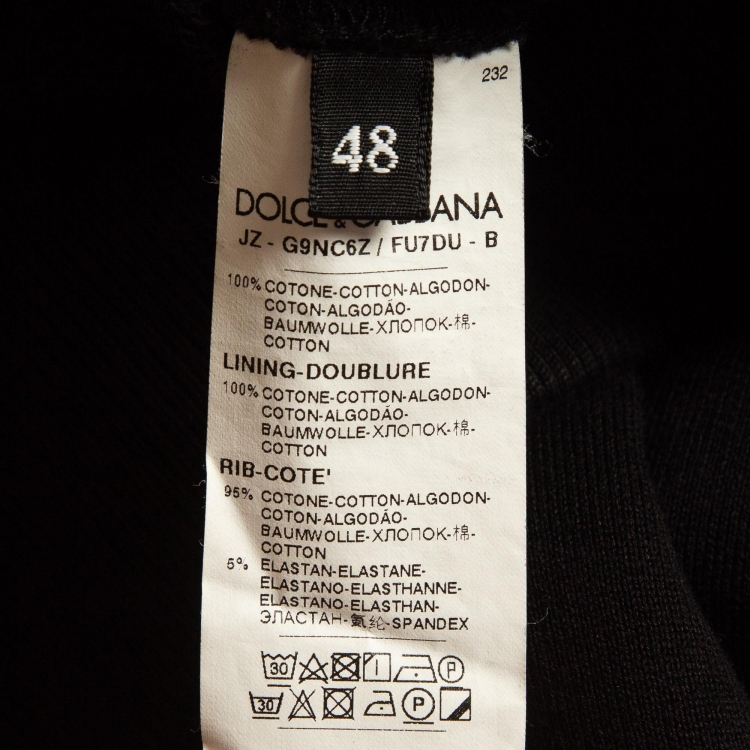 232
48
DOLCE & GABBANA
JZ - G9NC6Z / FU7DU - B
100% COTONE-COTTON-ALGODON-
COTON-ALGODÃO-
BAUMWOLLE-ХЛОПОК-棉-
COTTON
LINING-DOUBLURE
100% COTONE-COTTON-ALGODON-
COTON-ALGODÃO-
BAUMWOLLE-ХЛОПОК-棉-
COTTON
RIB-COTE'
95% COTONE-COTTON-ALGODON-
COTON-ALGODÃO-
BAUMWOLLE-ХЛОПОК-棉-
COTTON
5% ELASTAN-ELASTANE-
ELASTANO-ELASTHANNE-
ELASTANO-ELASTHAN-
ЭЛАСТАН-氨纶-SPANDEX
30 P
30 P